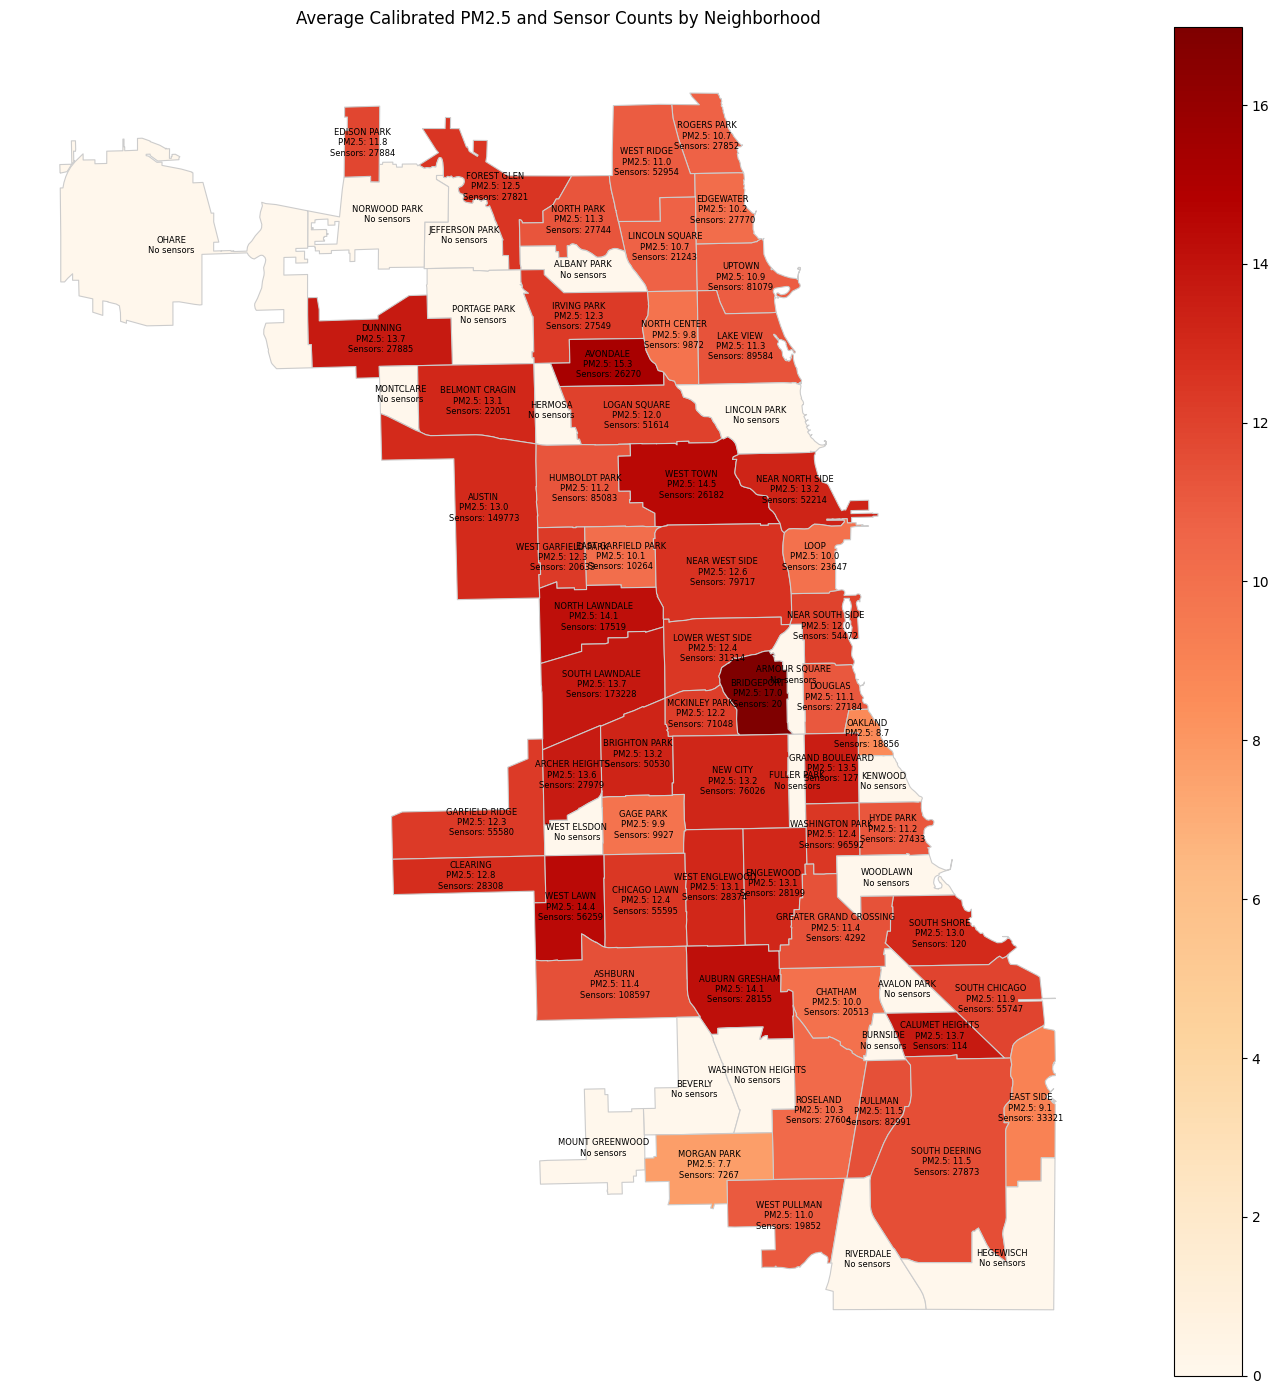 Average Calibrated PM2.5 and Sensor Counts by Neighborhood
EDISON PARK
PM2.5: 11.8
Sensors: 27884
ROGERS PARK
PM2.5: 10.7
Sensors: 27852
WEST RIDGE
PM2.5: 11.0
Sensors: 52954
FOREST GLEN
PM2.5: 12.5
Sensors: 27821
NORWOOD PARK
No sensors
JEFFERSON PARK
No sensors
OHARE
No sensors
NORTH PARK
PM2.5: 11.3
Sensors: 27744
EDGEWATER
PM2.5: 10.2
Sensors: 27770
LINCOLN SQUARE
PM2.5: 10.7
Sensors: 21243
ALBANY PARK
No sensors
UPTOWN
PM2.5: 10.9
Sensors: 81079
PORTAGE PARK
No sensors
IRVING PARK
PM2.5: 12.3
Sensors: 27549
NORTH CENTER
PM2.5: 9.8
Sensors: 9872
LAKE VIEW
PM2.5: 11.3
Sensors: 89584
DUNNING
PM2.5: 13.7
Sensors: 27885
AVONDALE
PM2.5: 15.3
Sensors: 26270
MONTCLARE
No sensors
BELMONT CRAGIN
PM2.5: 13.1
Sensors: 22051
HERMOSA
No sensors
LOGAN SQUARE
PM2.5: 12.0
Sensors: 51614
LINCOLN PARK
No sensors
HUMBOLDT PARK
PM2.5: 11.2
Sensors: 85083
WEST TOWN
PM2.5: 14.5
Sensors: 26182
NEAR NORTH SIDE
PM2.5: 13.2
Sensors: 52214
AUSTIN
PM2.5: 13.0
Sensors: 149773
WEST GARFIELD PARK
PM2.5: 12.3
Sensors:
EAST GARFIELD PARK
PM2.5: 10.1
Sensors: 10264
NEAR WEST SIDE
PM2.5: 12.6
Sensors: 79717
LOOP
PM2.5: 10.0
Sensors: 23647
NORTH LAWNDALE
PM2.5: 14.1
Sensors: 17519
NEAR SOUTH SIDE
PM2.5: 12.0
Sensors: 54472
LOWER WEST SIDE
PM2.5: 12.4
Sensors: 31314
SOUTH LAWNDALE
PM2.5: 13.7
Sensors: 173228
ARMOUR SQUARE
No sensors
BRIDGEPORT
PM2.5: 17.0
Sensors:
DOUGLAS
PM2.5: 11.1
Sensors: 27184
MCKINLEY PARK
PM2.5: 12.2
Sensors: 71048
OAKLAND
PM2.5: 8.7
Sensors: 18856
BRIGHTON PARK
PM2.5: 13.2
Sensors: 50530
ARCHER HEIGHTS
PM2.5: 13.6
Sensors: 27979
NEW CITY
PM2.5: 13.2
Sensors: 76026
GRAND BOULEVARD
PM2.5: 13.5
Sensors: 127
FULLER PARK
No sensors
KENWOOD
No sensors
GARFIELD RIDGE
PM2.5: 12.3
Sensors: 55580
WEST ELSDON
No sensors
GAGE PARK
PM2.5: 9.9
Sensors: 9927
WASHINGTON PARK
PM2.5: 12.4
Sensors: 96592
HYDE PARK
PM2.5: 11.2
Sensors: 27433
CLEARING
PM2.5: 12.8
Sensors: 28308
WOODLAWN
No sensors
WEST LAWN
PM2.5: 14.4
Sensors: 56259
CHICAGO LAWN
PM2.5: 12.4
Sensors: 55595
WEST ENGLEWOOD
PM2.5: 13.1
Sensors: 28374
ENGLEWOOD
PM2.5: 13.1
Sensors: 28199
GREATER GRAND CROSSING
PM2.5: 11.4
Sensors: 4292
SOUTH SHORE
PM2.5: 13.0
Sensors: 120
ASHBURN
PM2.5: 11.4
Sensors: 108597
AUBURN GRESHAM
PM2.5: 14.1
Sensors: 28155
CHATHAM
PM2.5: 10.0
Sensors: 20513
AVALON PARK
No sensors
SOUTH CHICAGO
PM2.5: 11.9
Sensors: 55747
BURNSIDE
No sensors
CALUMET HEIGHTS
PM2.5: 13.7
Sensors: 114
WASHINGTON HEIGHTS
No sensors
BEVERLY
No sensors
ROSELAND
PM2.5: 10.3
Sensors: 27604
PULLMAN
PM2.5: 11.5
Sensors: 82991
EAST SIDE
PM2.5: 9.1
Sensors: 33321
MOUNT GREENWOOD
No sensors
MORGAN PARK
PM2.5: 7.7
Sensors: 7267
SOUTH DEERING
PM2.5: 11.5
Sensors: 27873
WEST PULLMAN
PM2.5: 11.0
Sensors: 19852
RIVERDALE
No sensors
HEGEWISCH
No sensors
16
14
12
10
8
6
4
2
0